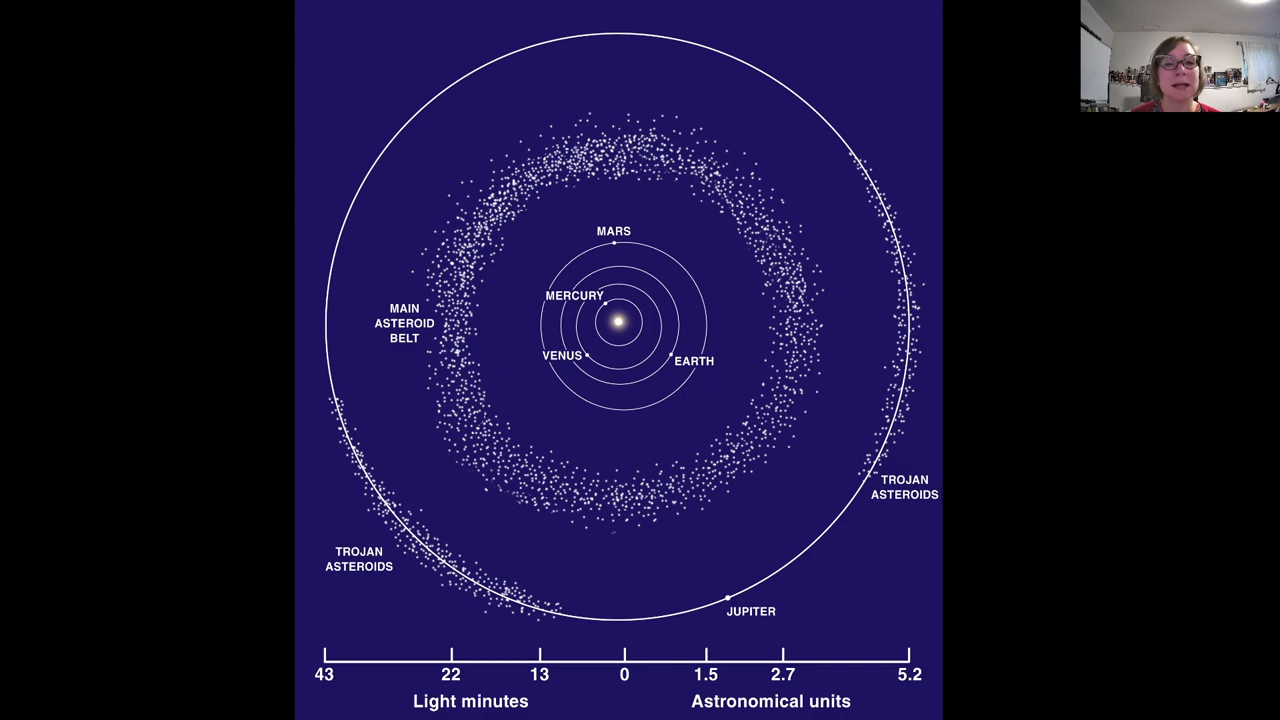 MARS
MERCURY
MAIN
ASTEROID
BELT
VENUS
EARTH
TROJAN
ASTEROIDS
TROJAN
ASTEROIDS
JUPITER
43 22 13 0 1.5 2.7 5.2
Light minutes Astronomical units